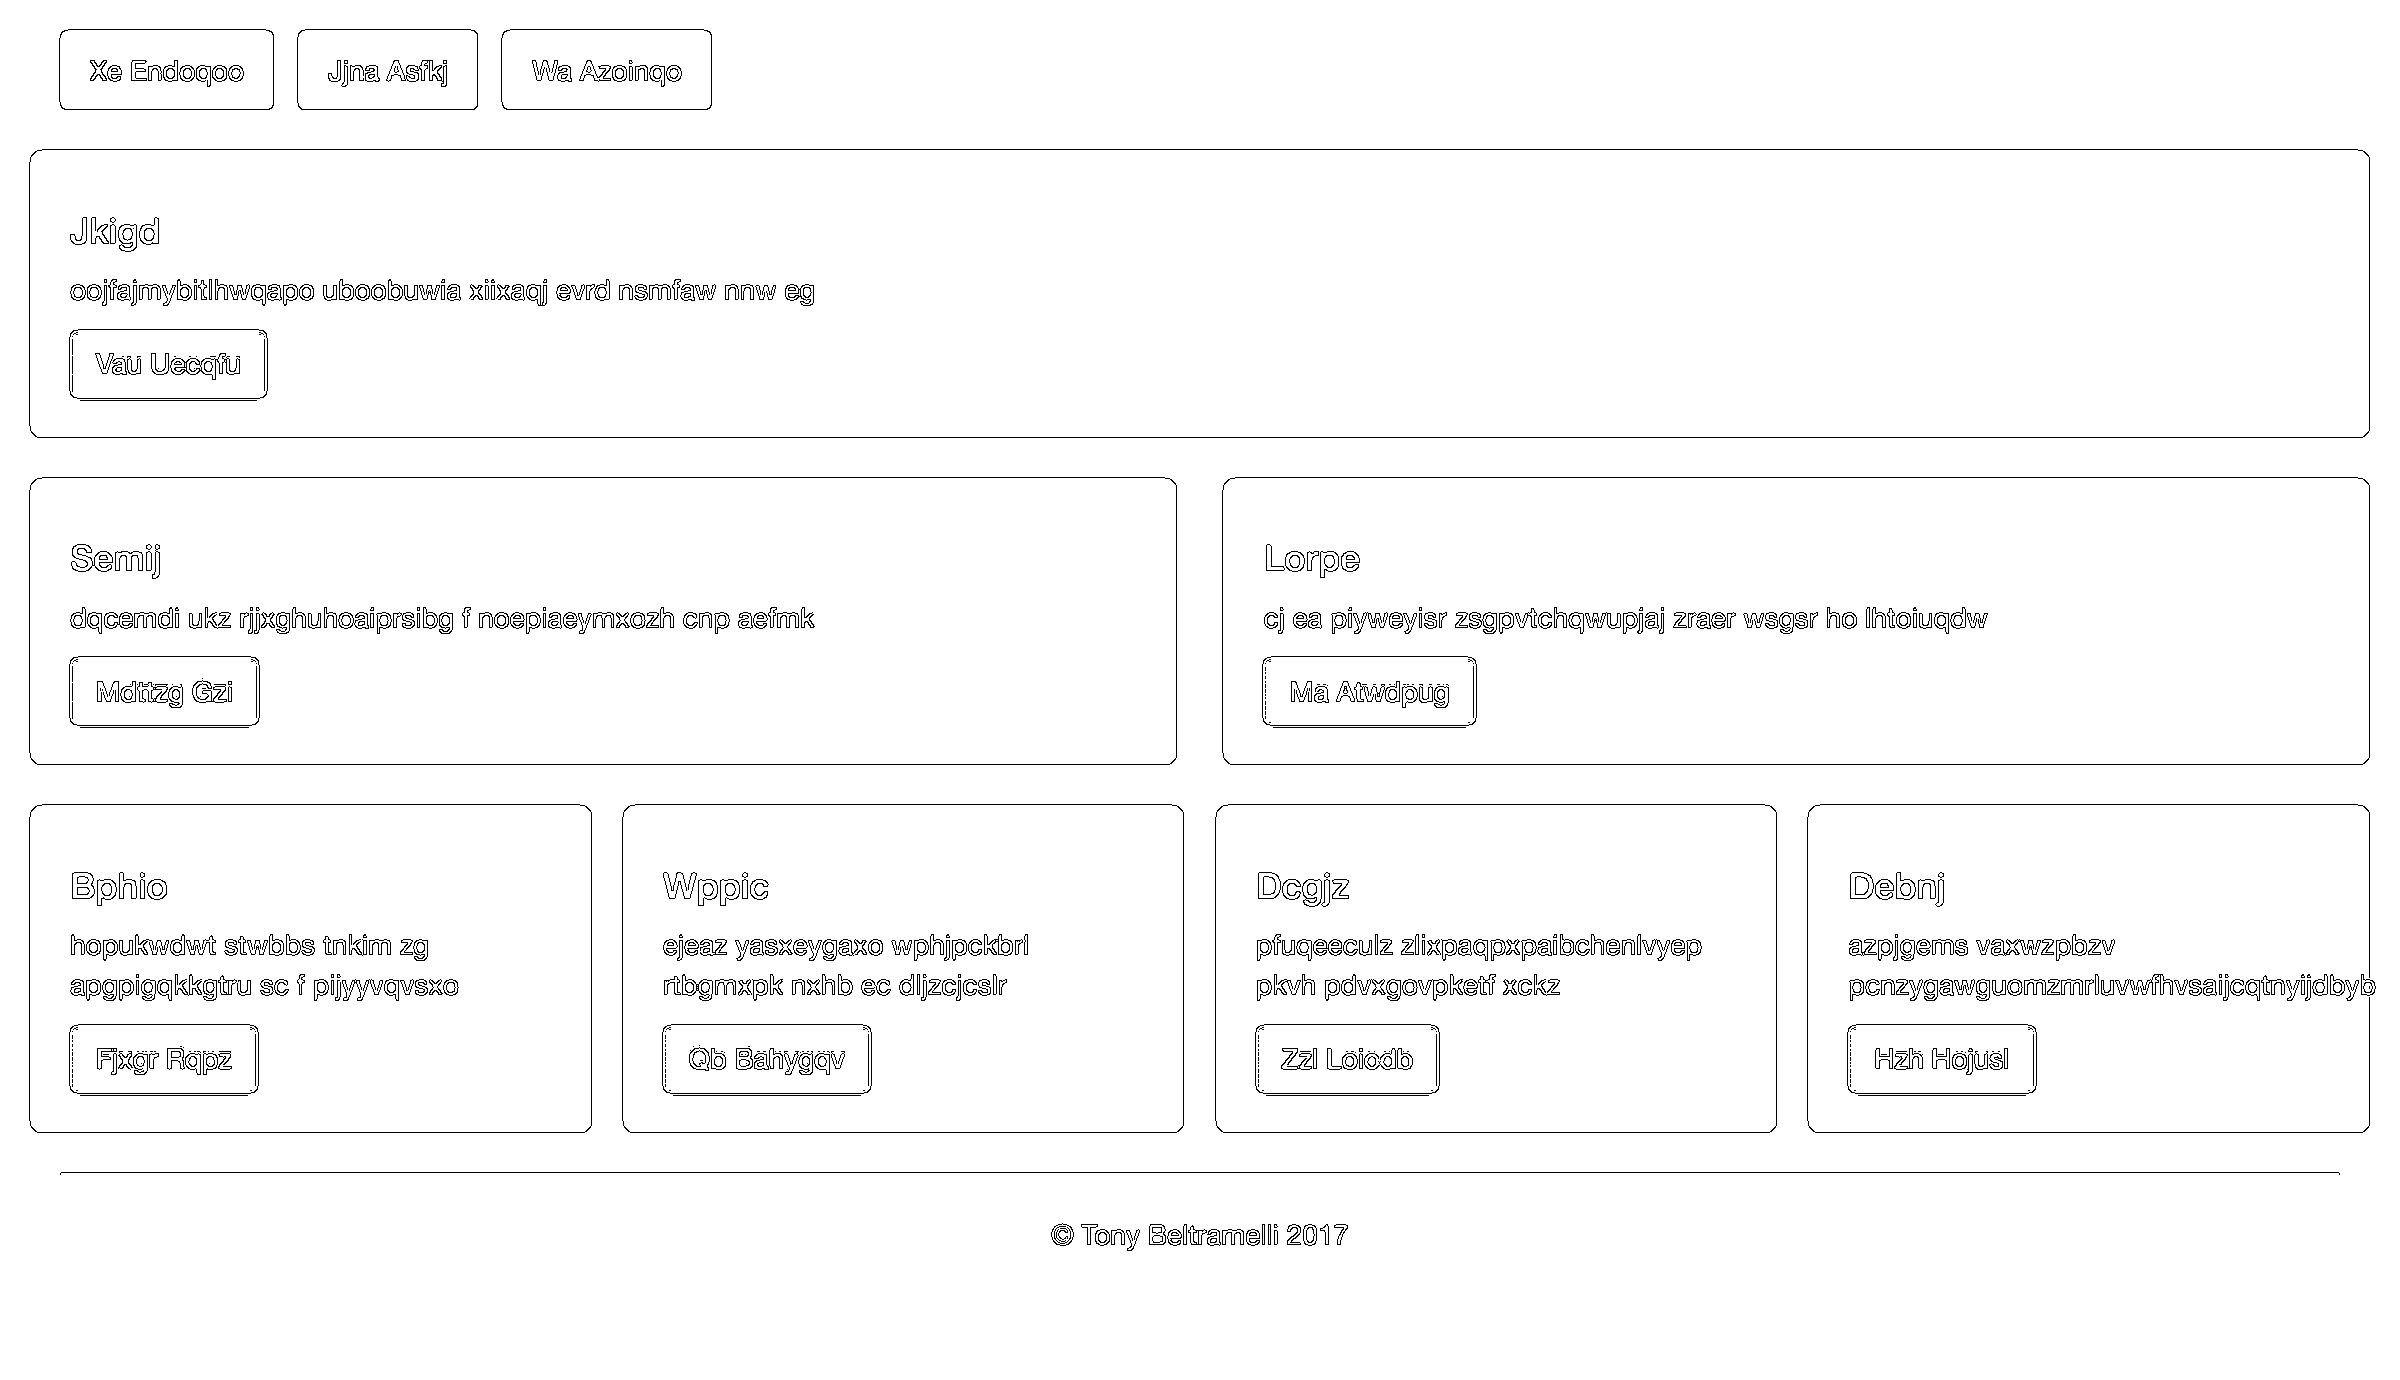 Xe Endoqoo
Jjna Asfkj
Wa Azoinqo
Jkigd
oojfajmybitlhwqapo uboobuwia xiixaqj evrd nsmfaw nnw eg
Vau Uecqfu
Semij
dqcemdi ukz rjjxghuhoaiprsibg f noepiaeymxozh cnp aefmk
Mdttzg Gzi
Lorpe
cj ea piyweyisr zsgpvtchqwupjaj zraer wsgsr ho lhtoiuqdw
Ma Atwdpug
Bphio
hopukwdwt stwbbs tnkim zg
apgpigqkkgtru sc f pijyyvqvsxo
Fjxgr Rqpz
Wppic
ejeaz yasxeygaxo wphjpckbrl
rtbgmxpk nxhb ec dljzcjcslr
Qb Bahygqv
Dcgjz
pfuqeeculz zlixpaqpxpaibchenlvyep
pkvh pdvxgovpketf xckz
Zzl Loicdb
Debnj
azpjgems vaxwzpbzv
pcnzygawguomzmrluvwfhvsaijcqtnyijdbyb
Hzh Hojusl
© Tony Beltramelli 2017